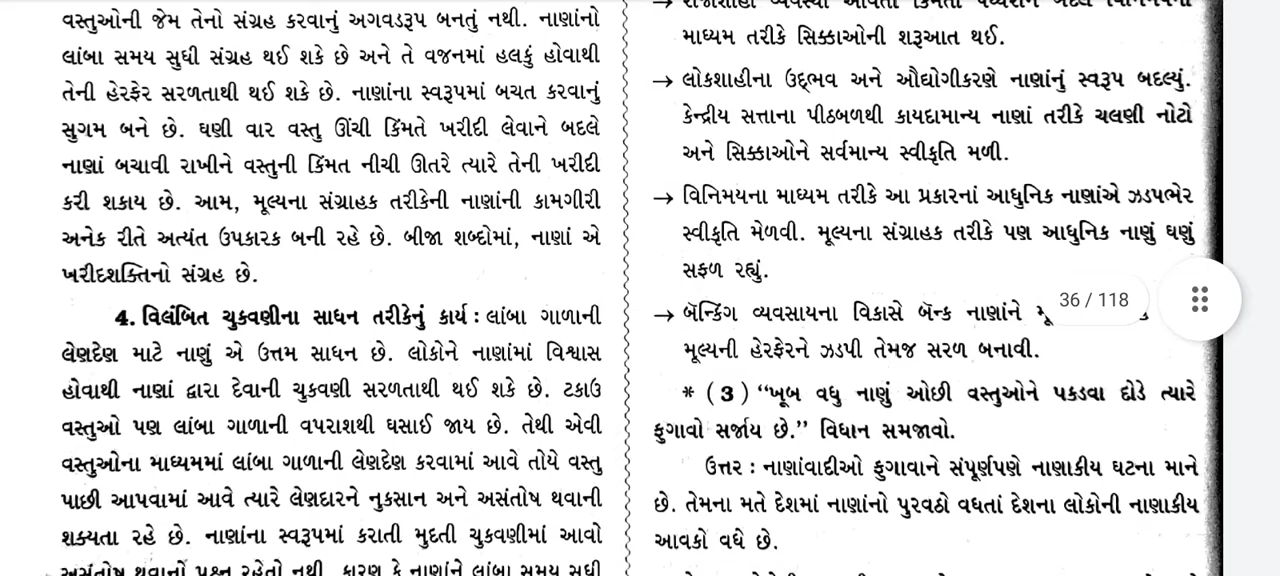 વસ્તુઓની જેમ તેનો સંગ્રહ કરવાનું અગવડરૂપ બનતું નથી. નાણાંનો
લાંબા સમય સુધી સંગ્રહ થઈ શકે છે અને તે વજનમાં હલકું હોવાથી
તેની હેરફેર સરળતાથી થઈ શકે છે. નાણાંના સ્વરૂપમાં બચત કરવાનું
સુગમ બને છે. ઘણી વાર વસ્તુ ઊંચી કિંમતે ખરીદી લેવાને બદલે
નાણાં બચાવી રાખીને વસ્તુની કિંમત નીચી ઊતરે ત્યારે તેની ખરીદી
કરી શકાય છે. આમ, મૂલ્યના સંગ્રાહક તરીકેની નાણાંની કામગીરી
અનેક રીતે અત્યંત ઉપકારક બની રહે છે. બીજા શબ્દોમાં, નાણાં એ
ખરીદશક્તિનો સંગ્રહ છે.
4. વિલંબિત ચુકવણીના સાધન તરીકેનું કાર્ય : લાંબા ગાળાની
લેણદેણ માટે નાણું એ ઉત્તમ સાધન છે. લોકોને નાણાંમાં વિશ્વાસ
હોવાથી નાણાં દ્વારા દેવાની ચુકવણી સરળતાથી થઈ શકે છે. ટકાઉ
વસ્તુઓ પણ લાંબા ગાળાની વપરાશથી ઘસાઈ જાય છે. તેથી એવી
વસ્તુઓના માધ્યમમાં લાંબા ગાળાની લેણદેણ કરવામાં આવે તોયે વસ્તુ
પાછી આપવામાં આવે ત્યારે લેણદારને નુકસાન અને અસંતોષ થવાની
શક્યતા રહે છે. નાણાંના સ્વરૂપમાં કરાતી મુદતી ચુકવણીમાં આવો
અસંતોષ થવાનો પ્રશ્ન રહેતો નથી, કારણ કે નાણાંને લાંબા સમય સુધી
માધ્યમ તરીકે સિક્કાઓની શરૂઆત થઈ.
→ લોકશાહીના ઉદ્ભવ અને ઔદ્યોગીકરણે નાણાંનું સ્વરૂપ બદલ્યું.
કેન્દ્રીય સત્તાના પીઠબળથી કાયદામાન્ય નાણાં તરીકે ચલણી નોટો
અને સિક્કાઓને સર્વમાન્ય સ્વીકૃતિ મળી.
→ વિનિમયના માધ્યમ તરીકે આ પ્રકારનાં આધુનિક નાણાંએ ઝડપભેર
સ્વીકૃતિ મેળવી. મૂલ્યના સંગ્રાહક તરીકે પણ આધુનિક નાણું ઘણું
સફળ રહ્યું.
36 / 118
→ બૅન્કિંગ વ્યવસાયના વિકાસે બૅન્ક નાણાંને
મૂલ્યની હેરફેરને ઝડપી તેમજ સરળ બનાવી.
* ( 3 ) “ખૂબ વધુ નાણું ઓછી વસ્તુઓને પકડવા દોડે ત્યારે
ફુગાવો સર્જાય છે.” વિધાન સમજાવો.
ઉત્તર : નાણાંવાદીઓ ફુગાવાને સંપૂર્ણપણે નાણાકીય ઘટના માને
છે. તેમના મતે દેશમાં નાણાંનો પુરવઠો વધતાં દેશના લોકોની નાણાકીય
આવકો વધે છે.